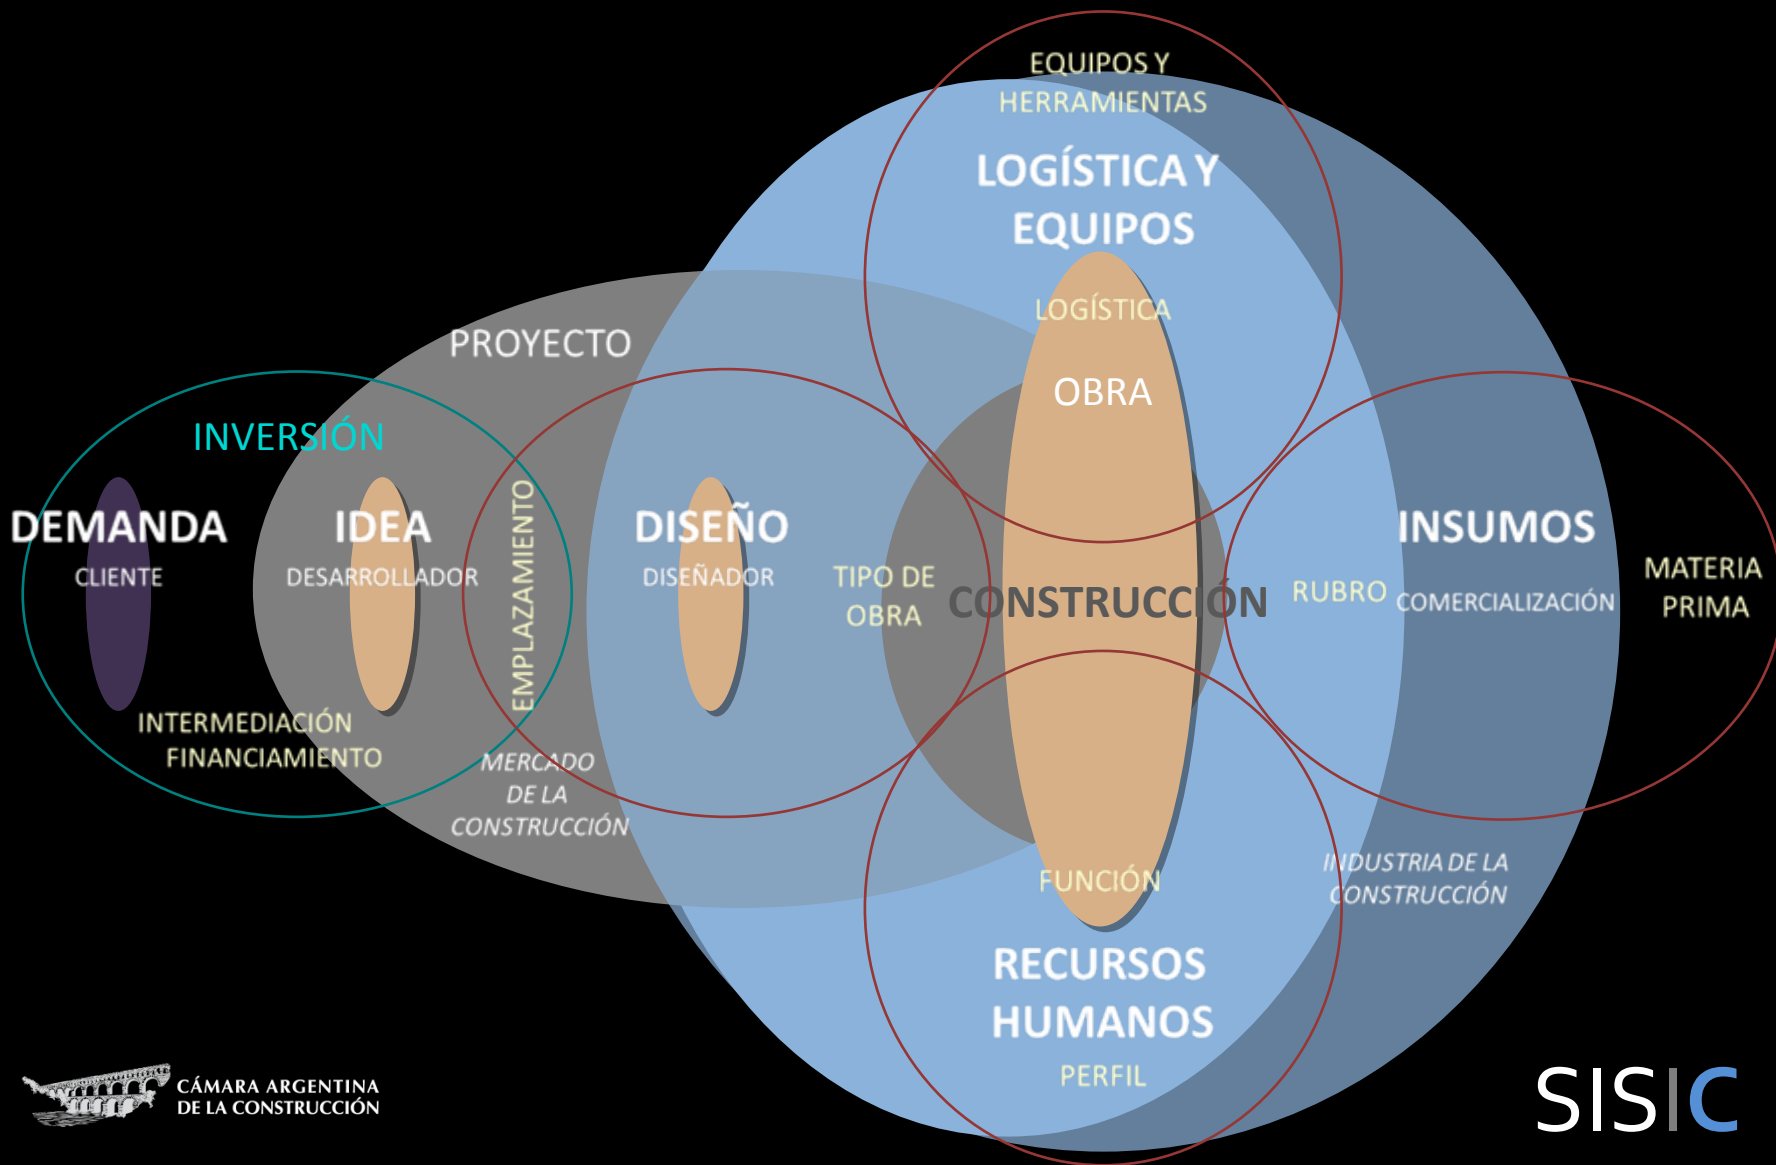 EQUIPOS Y
HERRAMIENTAS
LOGÍSTICA Y
EQUIPOS
LOGÍSTICA
OBRA
PROYECTO
INVERSIÓN
DEMANDA
CLIENTE
IDEA
DESARROLLADOR
EMPLAZAMIENTO
DISEÑO
DISEÑADOR
TIPO DE
OBRA
CONSTRUCCIÓN
RUBRO
INSUMOS
COMERCIALIZACIÓN
MATERIA
PRIMA
INTERMEDIACIÓN
FINANCIAMIENTO
MERCADO
DE LA
CONSTRUCCIÓN
FUNCIÓN
INDUSTRIA DE LA
CONSTRUCCIÓN
RECURSOS
HUMANOS
PERFIL
CÁMARA ARGENTINA
DE LA CONSTRUCCIÓN
SISIC